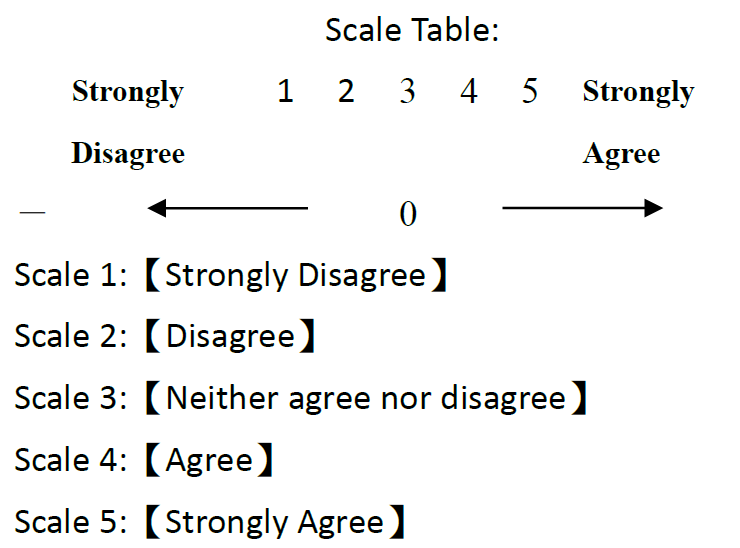 Scale Table:
Strongly 1 2 3 4 5 Strongly
Disagree Agree
— 0
Scale 1:【Strongly Disagree】
Scale 2:【Disagree】
Scale 3:【Neither agree nor disagree】
Scale 4:【Agree】
Scale 5:【Strongly Agree】